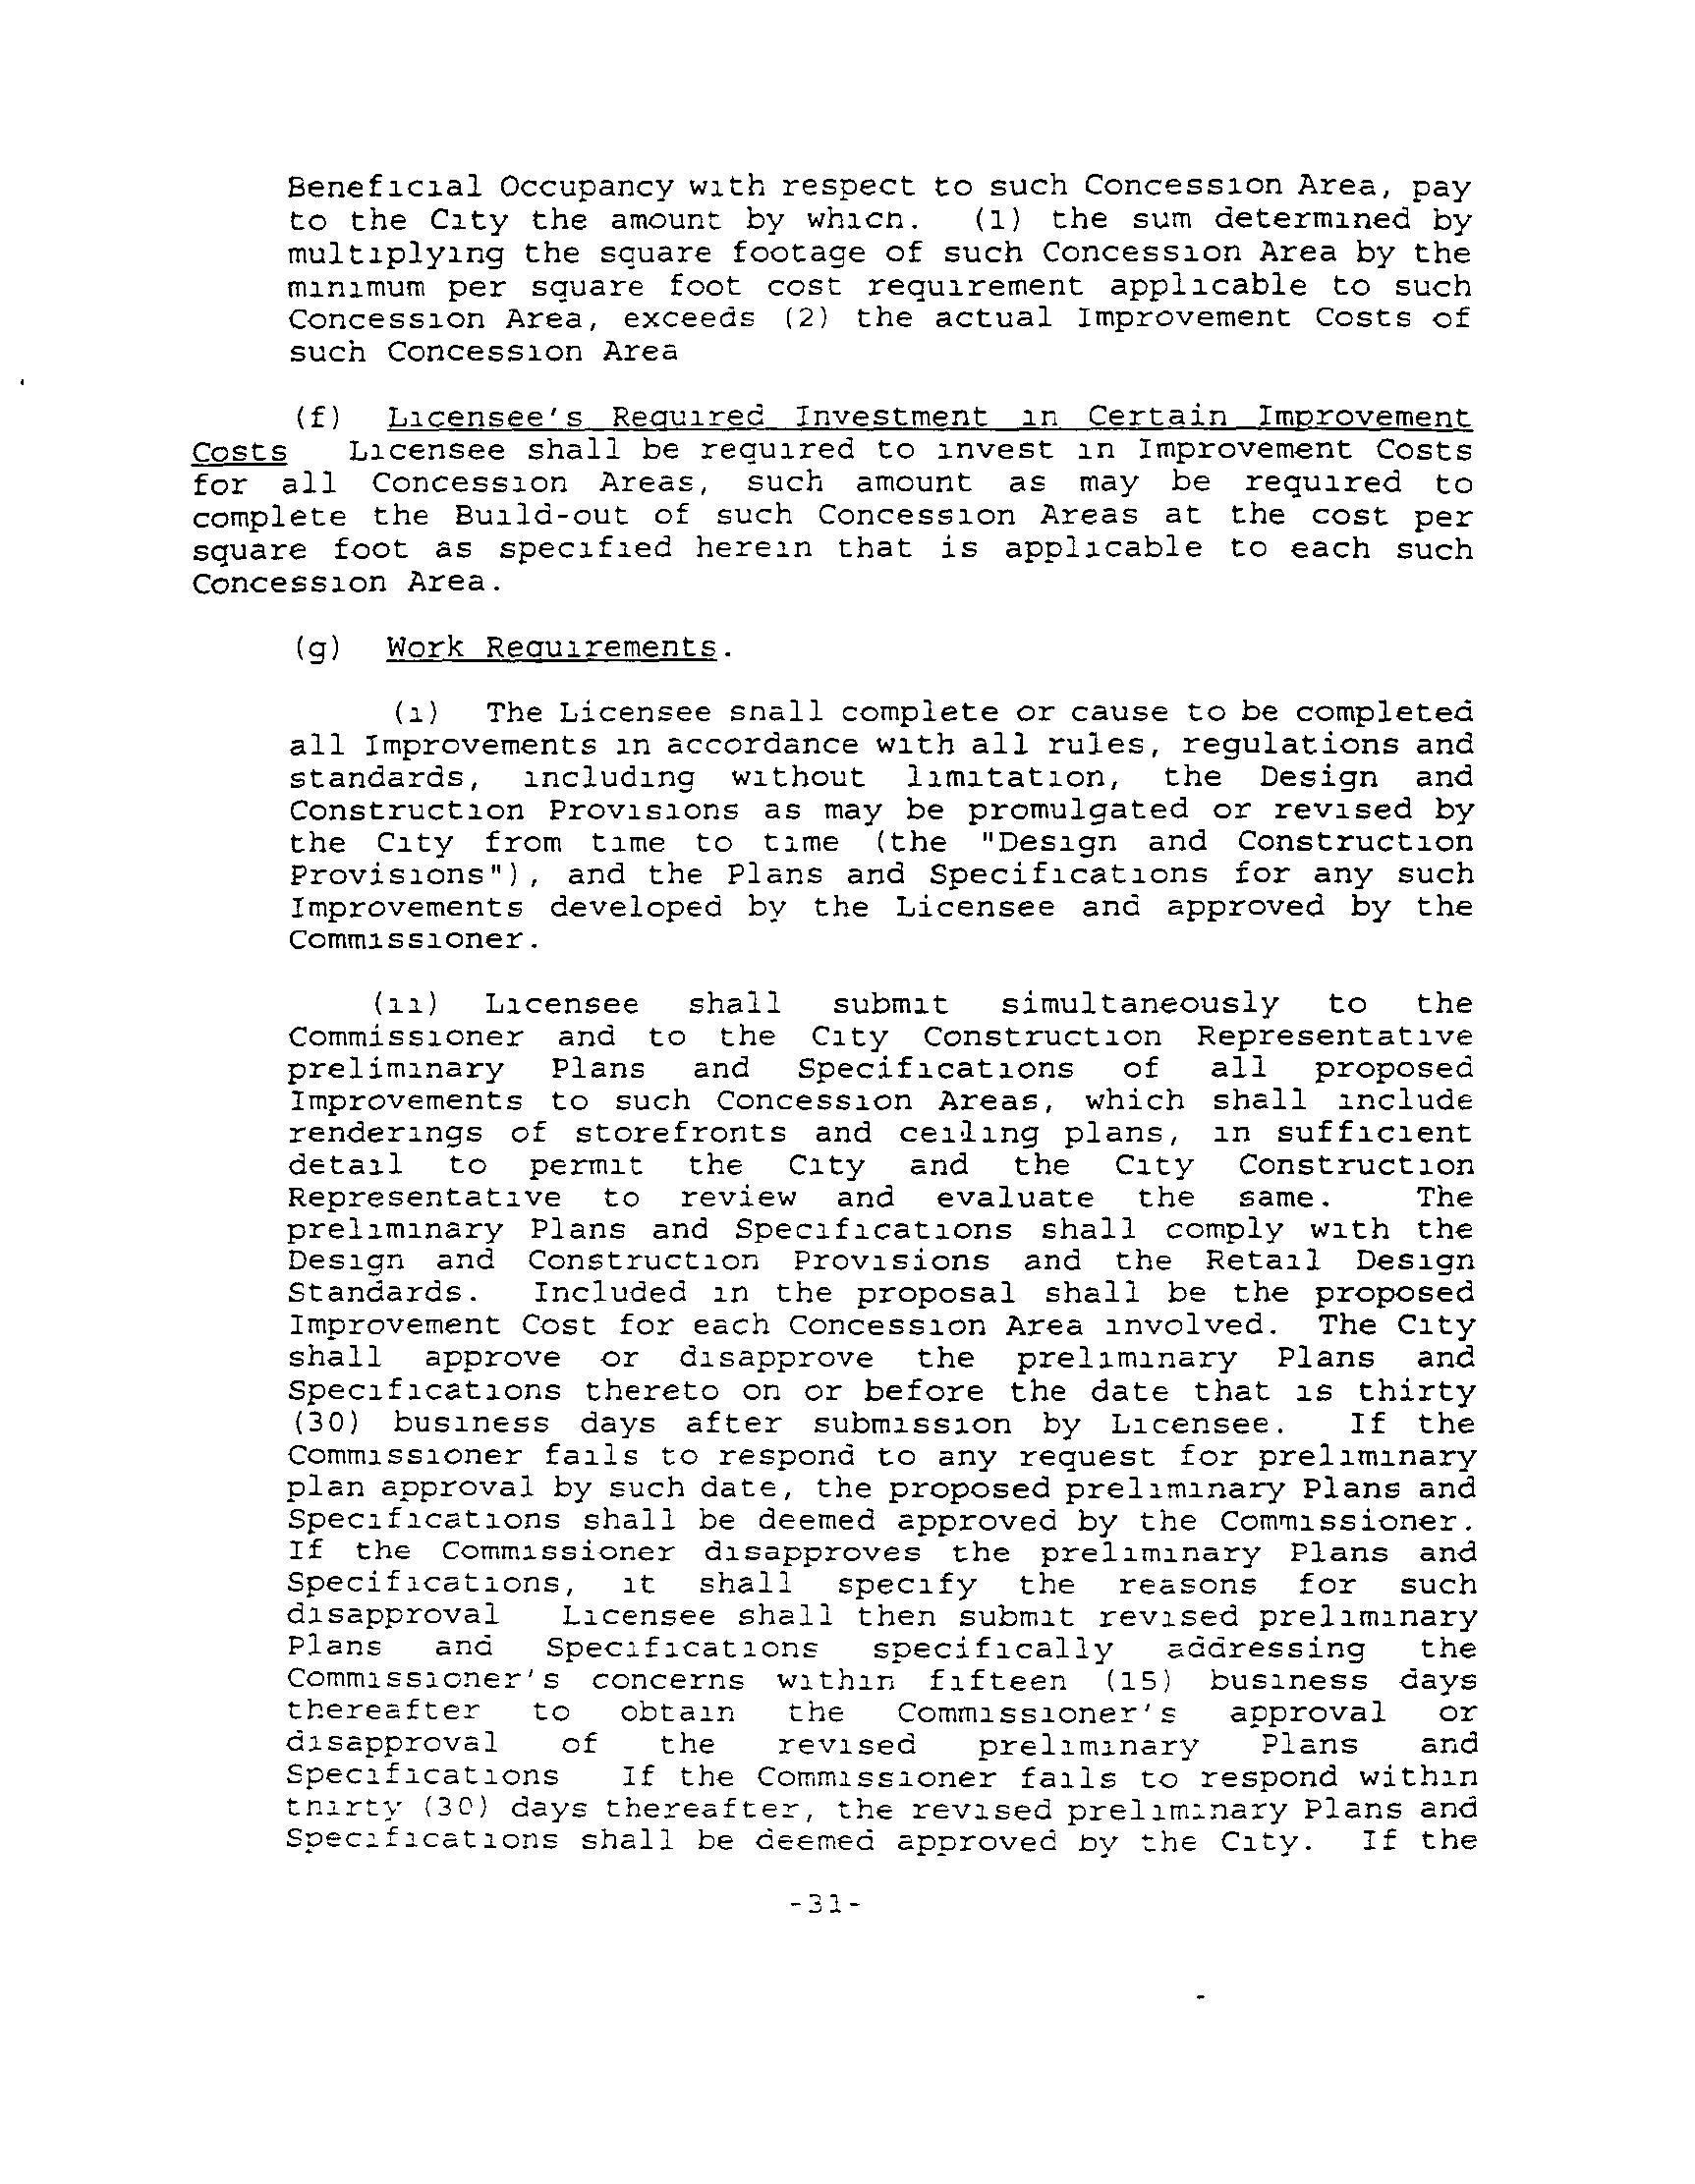 Beneficial Occupancy with respect to such Concession Area, pay
to the City the amount by which. (1) the sum determined by
multiplying the square footage of such Concession Area by the
minimum per square foot cost requirement applicable to such
Concession Area, exceeds (2) the actual Improvement Costs of
such Concession Area
(f) Licensee's Required Investment in Certain Improvement
Costs Licensee shall be required to invest in Improvement Costs
for all Concession Areas, such amount as may be required to
complete the Build-out of such Concession Areas at the cost per
square foot as specified herein that is applicable to each such
Concession Area.
(g) Work Requirements.
(i) The Licensee shall complete or cause to be completed
all Improvements in accordance with all rules, regulations and
standards, including without limitation, the Design and
Construction Provisions as may be promulgated or revised by
the City from time to time (the "Design and Construction
Provisions"), and the Plans and Specifications for any such
Improvements developed by the Licensee and approved by the
Commissioner.
(ii) Licensee shall submit simultaneously to the
Commissioner and to the City Construction Representative
preliminary Plans and Specifications of all proposed
Improvements to such Concession Areas, which shall include
renderings of storefronts and ceiling plans, in sufficient
detail to permit the City and the City Construction
Representative to review and evaluate the same. The
preliminary Plans and Specifications shall comply with the
Design and Construction Provisions and the Retail Design
Standards. Included in the proposal shall be the proposed
Improvement Cost for each Concession Area involved. The City
shall approve or disapprove the preliminary Plans and
Specifications thereto on or before the date that is thirty
(30) business days after submission by Licensee. If the
Commissioner fails to respond to any request for preliminary
plan approval by such date, the proposed preliminary Plans and
Specifications shall be deemed approved by the Commissioner.
If the Commissioner disapproves the preliminary Plans and
Specifications, it shall specify the reasons for such
disapproval Licensee shall then submit revised preliminary
Plans and Specifications specifically addressing the
Commissioner's concerns within fifteen (15) business days
thereafter to obtain the Commissioner's approval or
disapproval of the revised preliminary Plans and
Specifications If the Commissioner fails to respond within
thirty (30) days thereafter, the revised preliminary Plans and
Specifications shall be deemed approved by the City. If the
-31-